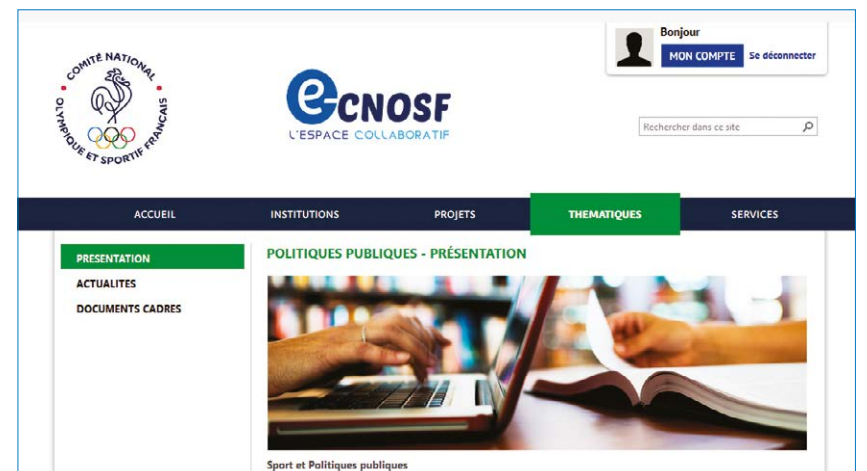 COMITÉ NATIONAL
OLYMPIQUE ET SPORTIF FRANÇAIS
e-CNOSF
L'ESPACE COLLABORATIF
Bonjour
MON COMPTE Se déconnecter
Rechercher dans ce site
ACCUEIL INSTITUTIONS PROJETS THEMATIQUES SERVICES
PRESENTATION
ACTUALITES
DOCUMENTS CADRES
POLITIQUES PUBLIQUES - PRÉSENTATION
Sport et Politiques publiques